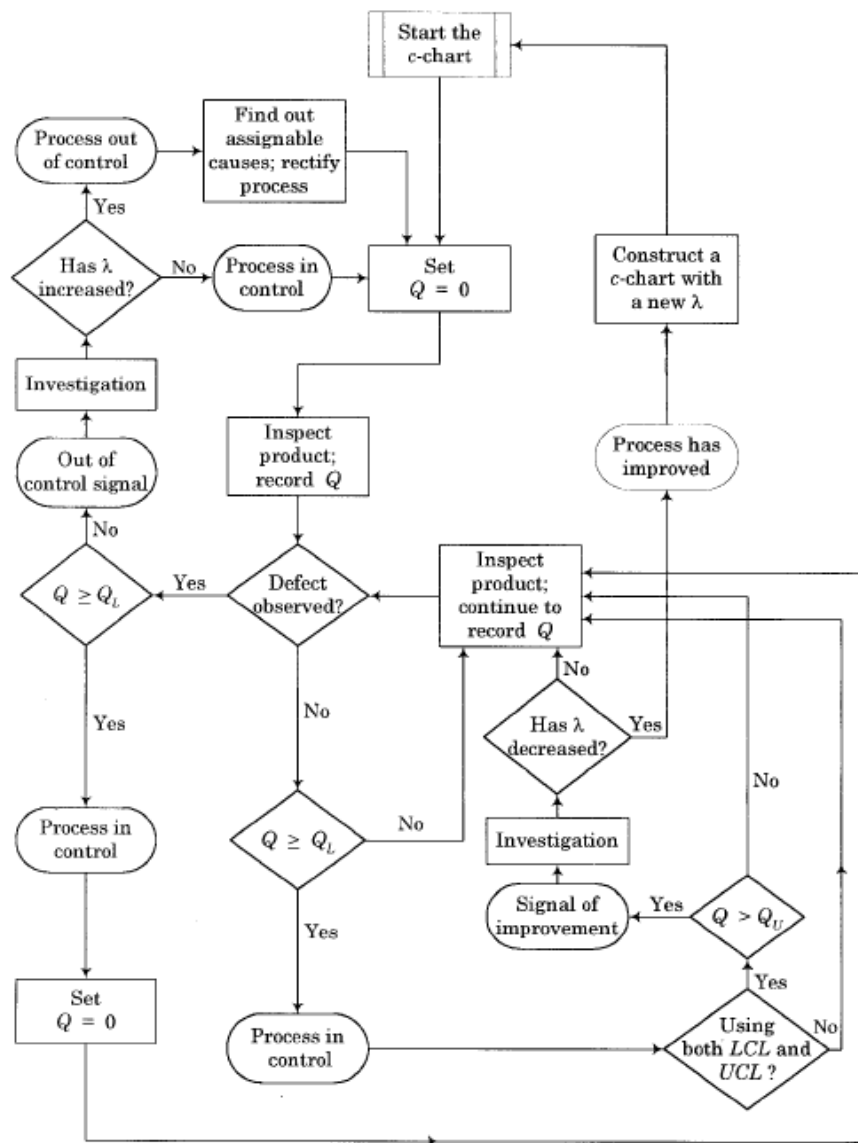 Start the
c-chart
Process out
of control
Find out
assignable
causes; rectify
process
Yes
Has λ
increased?
No
Process in
control
Set
Q = 0
Construct a
c-chart with
a new λ
Investigation
Inspect
product;
record Q
Process has
improved
Out of
control signal
No
Q ≥ Q_L
Yes
Defect
observed?
Inspect
product;
continue to
record Q
No
Has λ
decreased?
Yes
Yes
No
No
Process in
control
Q ≥ Q_L
No
Investigation
Yes
Signal of
improvement
Yes
Q > Q_U
Yes
Set
Q = 0
Process in
control
Using
both LCL and
UCL ?
No